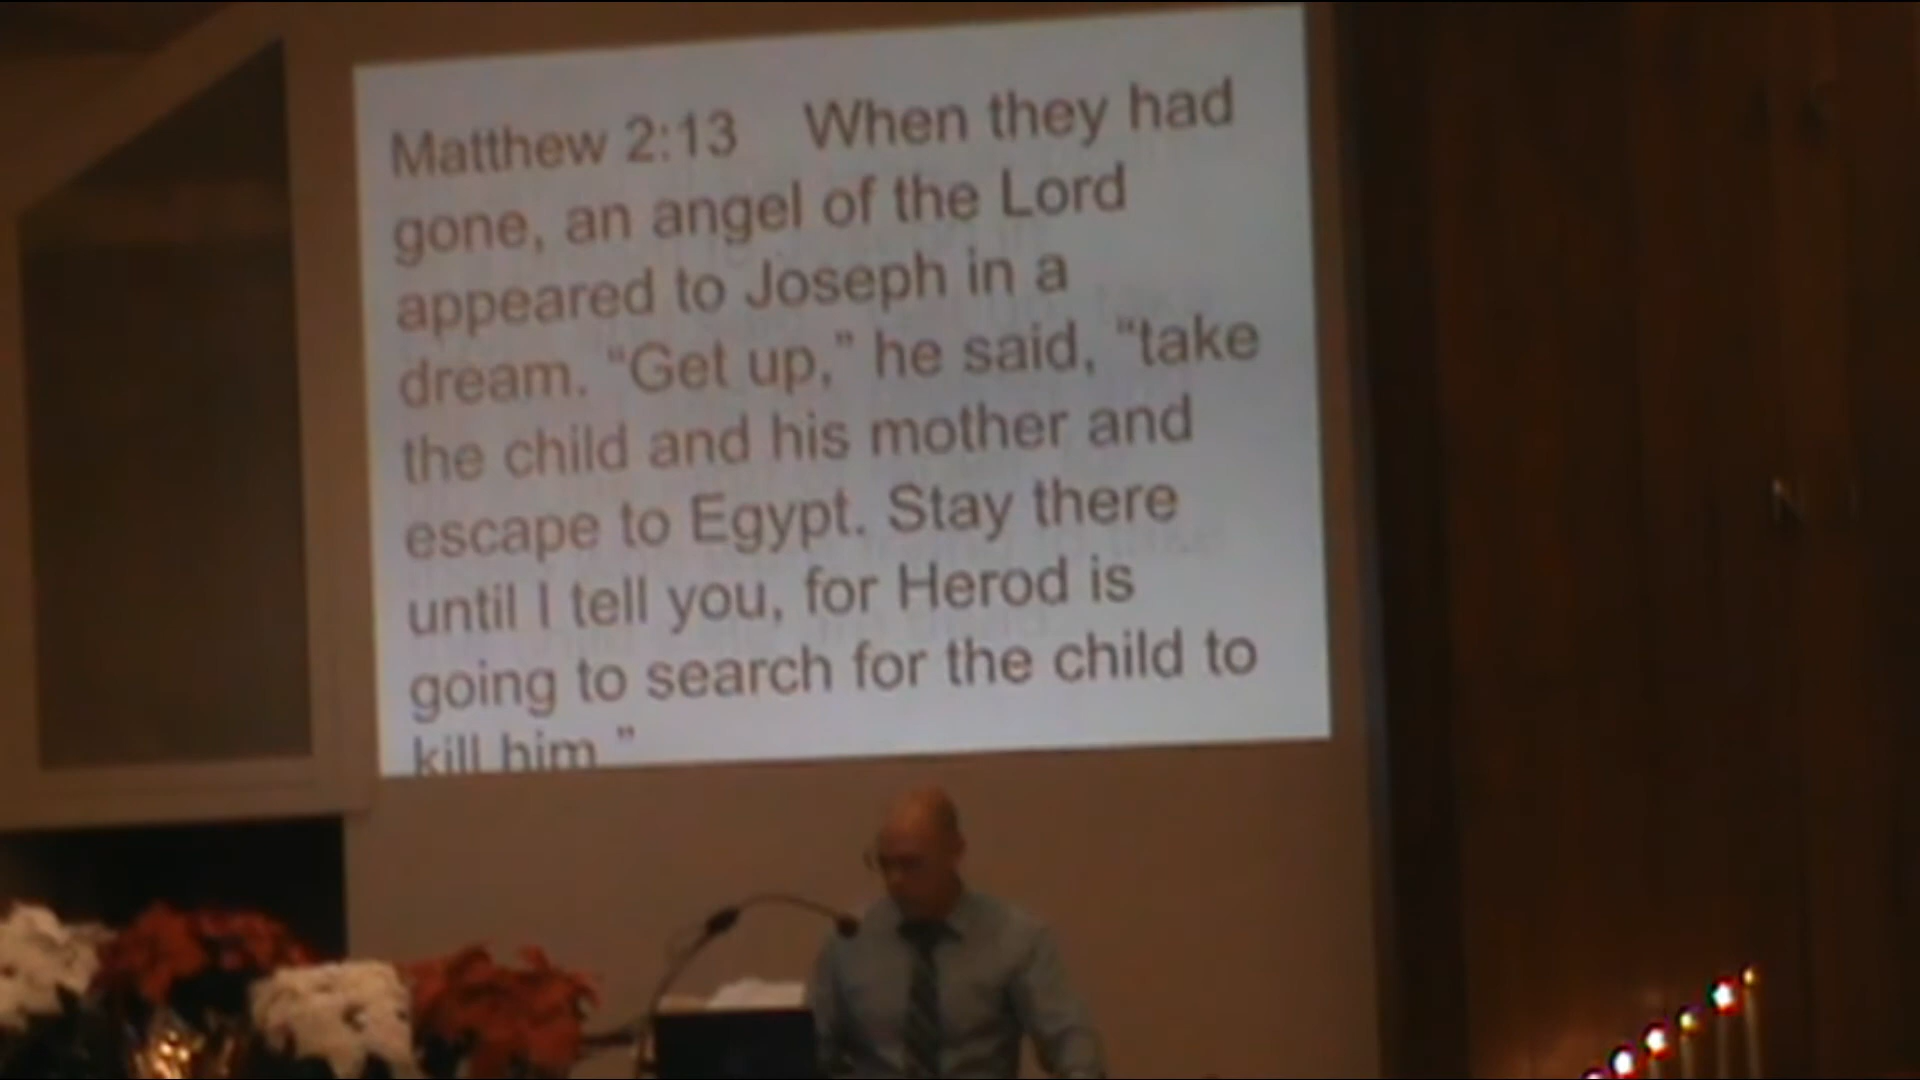 Matthew 2:13 When they had
gone, an angel of the Lord
appeared to Joseph in a
dream. “Get up,” he said, “take
the child and his mother and
escape to Egypt. Stay there
until I tell you, for Herod is
going to search for the child to
kill him.”